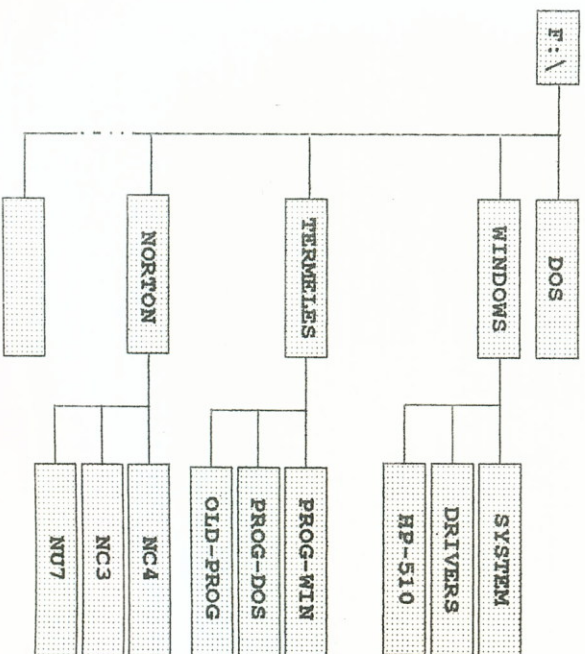 F:\
DOS
WINDOWS
SYSTEM
DRIVERS
HP-510
TERMELES
PROG-WIN
PROG-DOS
OLD-PROG
NORTON
NC4
NC3
NU7